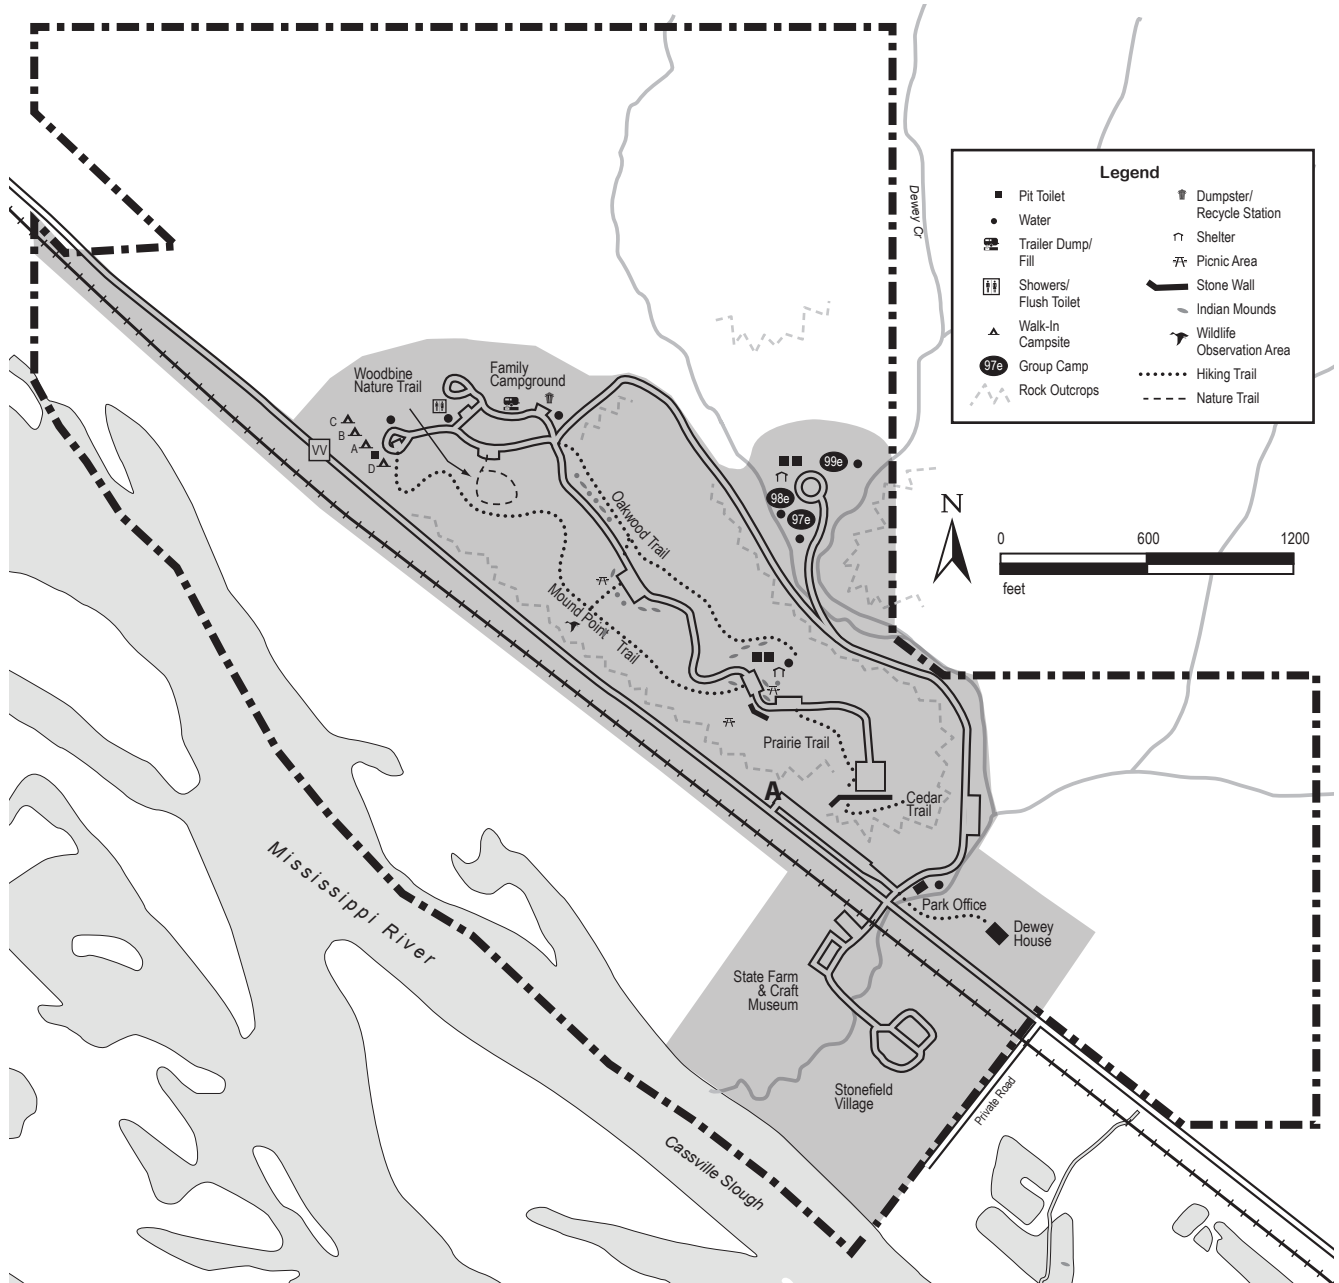 Legend
Pit Toilet
Water
Trailer Dump/
Fill
Showers/
Flush Toilet
Walk-In
Campsite
97e
Group Camp
Rock Outcrops
Dumpster/
Recycle Station
Shelter
Picnic Area
Stone Wall
Indian Mounds
Wildlife
Observation Area
Hiking Trail
Nature Trail
Dewey Cr
Woodbine
Nature Trail
Family
Campground
C
B
A
D
VV
99e
98e
97e
N
0 600 1200
feet
Oakwood Trail
Mound Point Trail
Prairie Trail
A
Cedar
Trail
Park Office
Dewey
House
State Farm
& Craft
Museum
Stonefield
Village
Private Road
Mississippi River
Cassville Slough